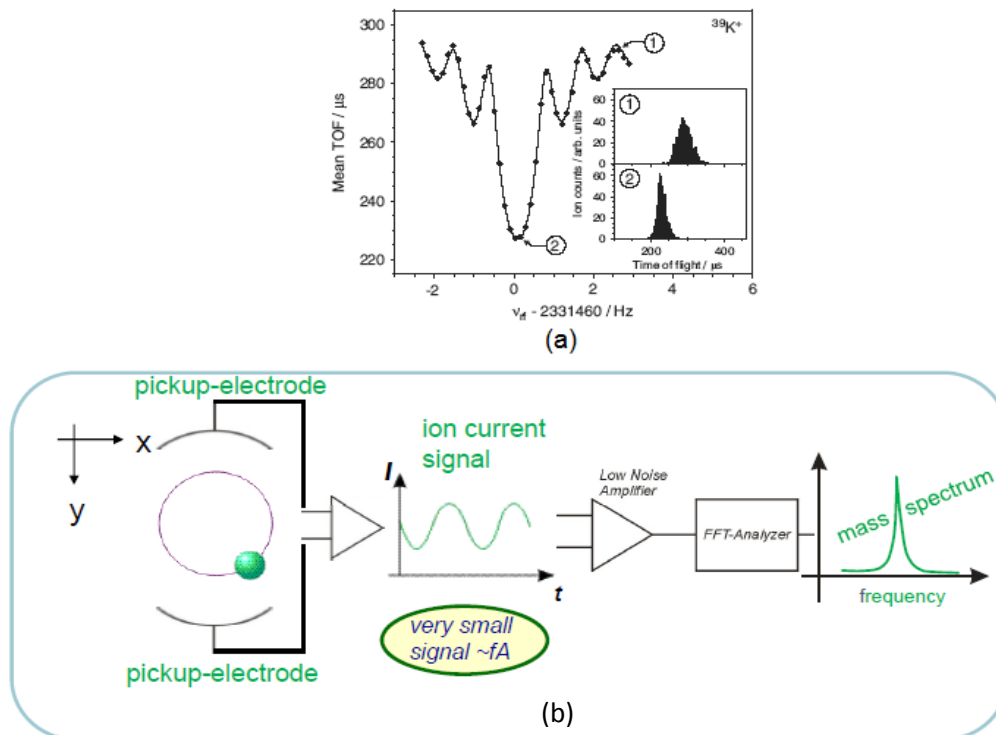 300
280
260
240
220
Mean TOF / μs
³⁹K⁺
1
2
1
60
40
20
0
2
60
40
20
0
Ion counts / arb. units
200
400
Time of flight / μs
-2
0
2
4
6
νrf - 2331460 / Hz
(a)
pickup-electrode
x
y
pickup-electrode
ion current
signal
I
t
very small
signal ~fA
Low Noise
Amplifier
FFT-Analyzer
mass spectrum
frequency
(b)